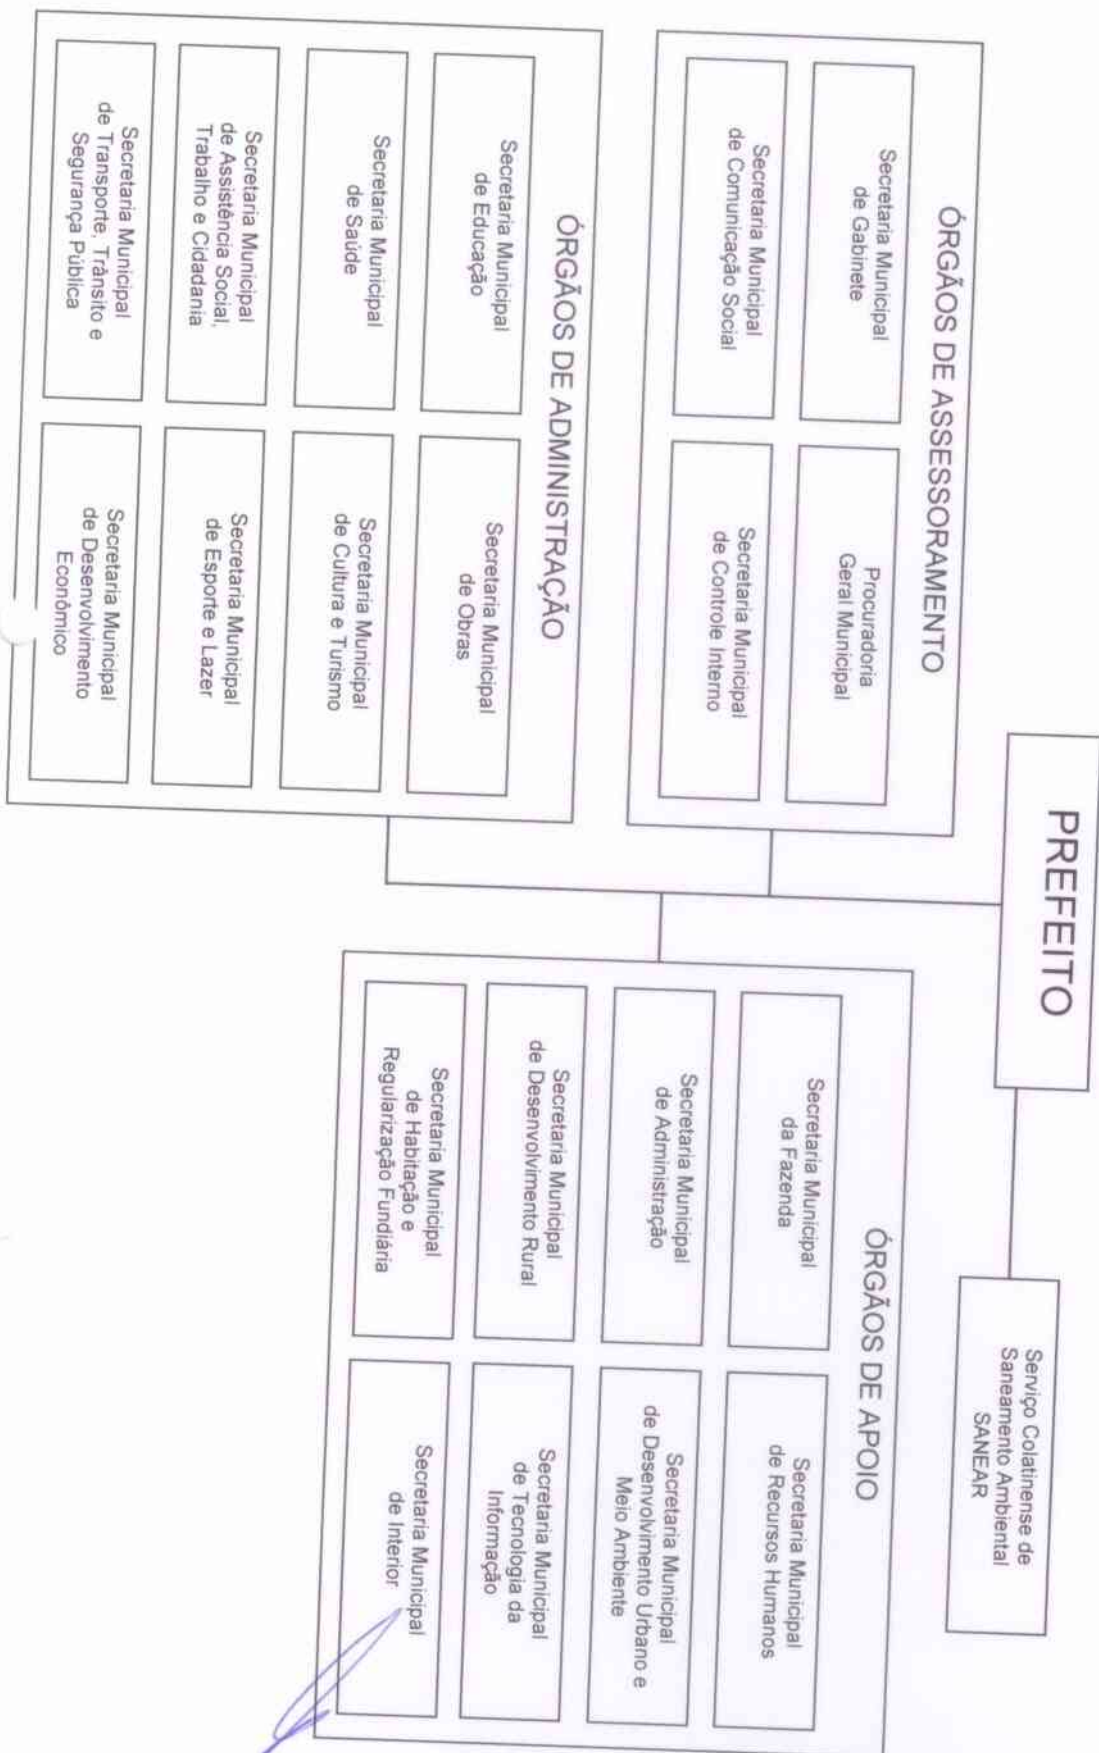 PREFEITO
Serviço Colatinense de
Saneamento Ambiental
SANEAR
ÓRGÃOS DE ASSESSORAMENTO
Secretaria Municipal
de Gabinete
Procuradoria
Geral Municipal
Secretaria Municipal
de Comunicação Social
Secretaria Municipal
de Controle Interno
ÓRGÃOS DE APOIO
Secretaria Municipal
da Fazenda
Secretaria Municipal
de Recursos Humanos
Secretaria Municipal
de Administração
Secretaria Municipal
de Desenvolvimento Urbano e
Meio Ambiente
Secretaria Municipal
de Desenvolvimento Rural
Secretaria Municipal
de Tecnologia da
Informação
Secretaria Municipal
de Habitação e
Regularização Fundiária
Secretaria Municipal
de Interior
ÓRGÃOS DE ADMINISTRAÇÃO
Secretaria Municipal
de Educação
Secretaria Municipal
de Obras
Secretaria Municipal
de Saúde
Secretaria Municipal
de Cultura e Turismo
Secretaria Municipal
de Assistência Social,
Trabalho e Cidadania
Secretaria Municipal
de Esporte e Lazer
Secretaria Municipal
de Transporte, Trânsito e
Segurança Pública
Secretaria Municipal
de Desenvolvimento
Econômico